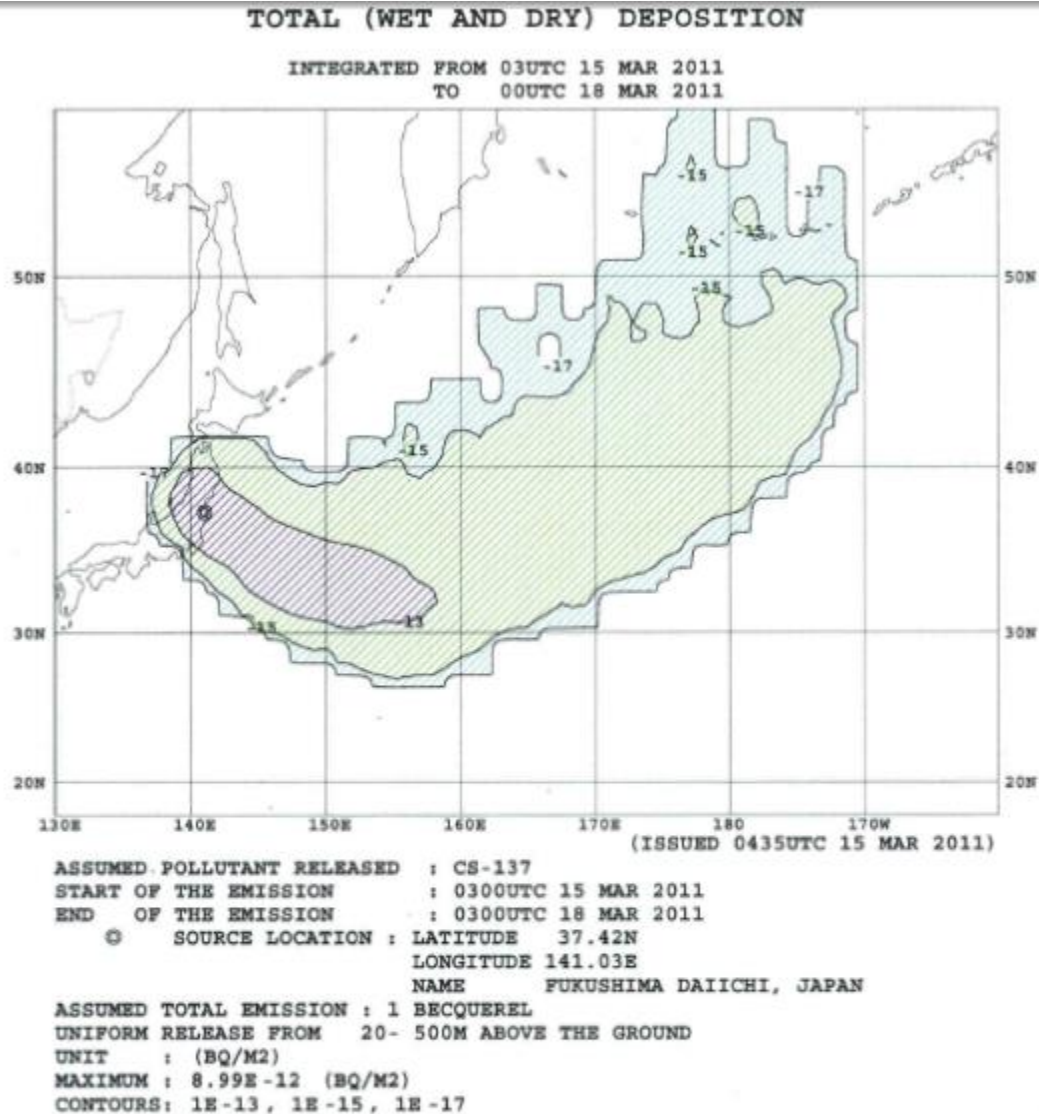 TOTAL (WET AND DRY) DEPOSITION
INTEGRATED FROM 03UTC 15 MAR 2011
TO 00UTC 18 MAR 2011
-15
-17
-15
-15
50N
-15
-15
50N
-17
-15
40N
-17
40N
-13
30N
-15
30N
20N
20N
130E 140E 150E 160E 170E 180 170W
(ISSUED 0435UTC 15 MAR 2011)
ASSUMED POLLUTANT RELEASED : CS-137
START OF THE EMISSION : 0300UTC 15 MAR 2011
END OF THE EMISSION : 0300UTC 18 MAR 2011
◎ SOURCE LOCATION : LATITUDE 37.42N
LONGITUDE 141.03E
NAME FUKUSHIMA DAIICHI, JAPAN
ASSUMED TOTAL EMISSION : 1 BECQUEREL
UNIFORM RELEASE FROM 20- 500M ABOVE THE GROUND
UNIT : (BQ/M2)
MAXIMUM : 8.99E-12 (BQ/M2)
CONTOURS: 1E-13, 1E-15, 1E-17